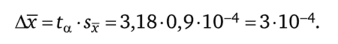 Δx̅ = t_α · s_x̅ = 3,18 · 0,9 · 10⁻⁴ = 3 · 10⁻⁴.